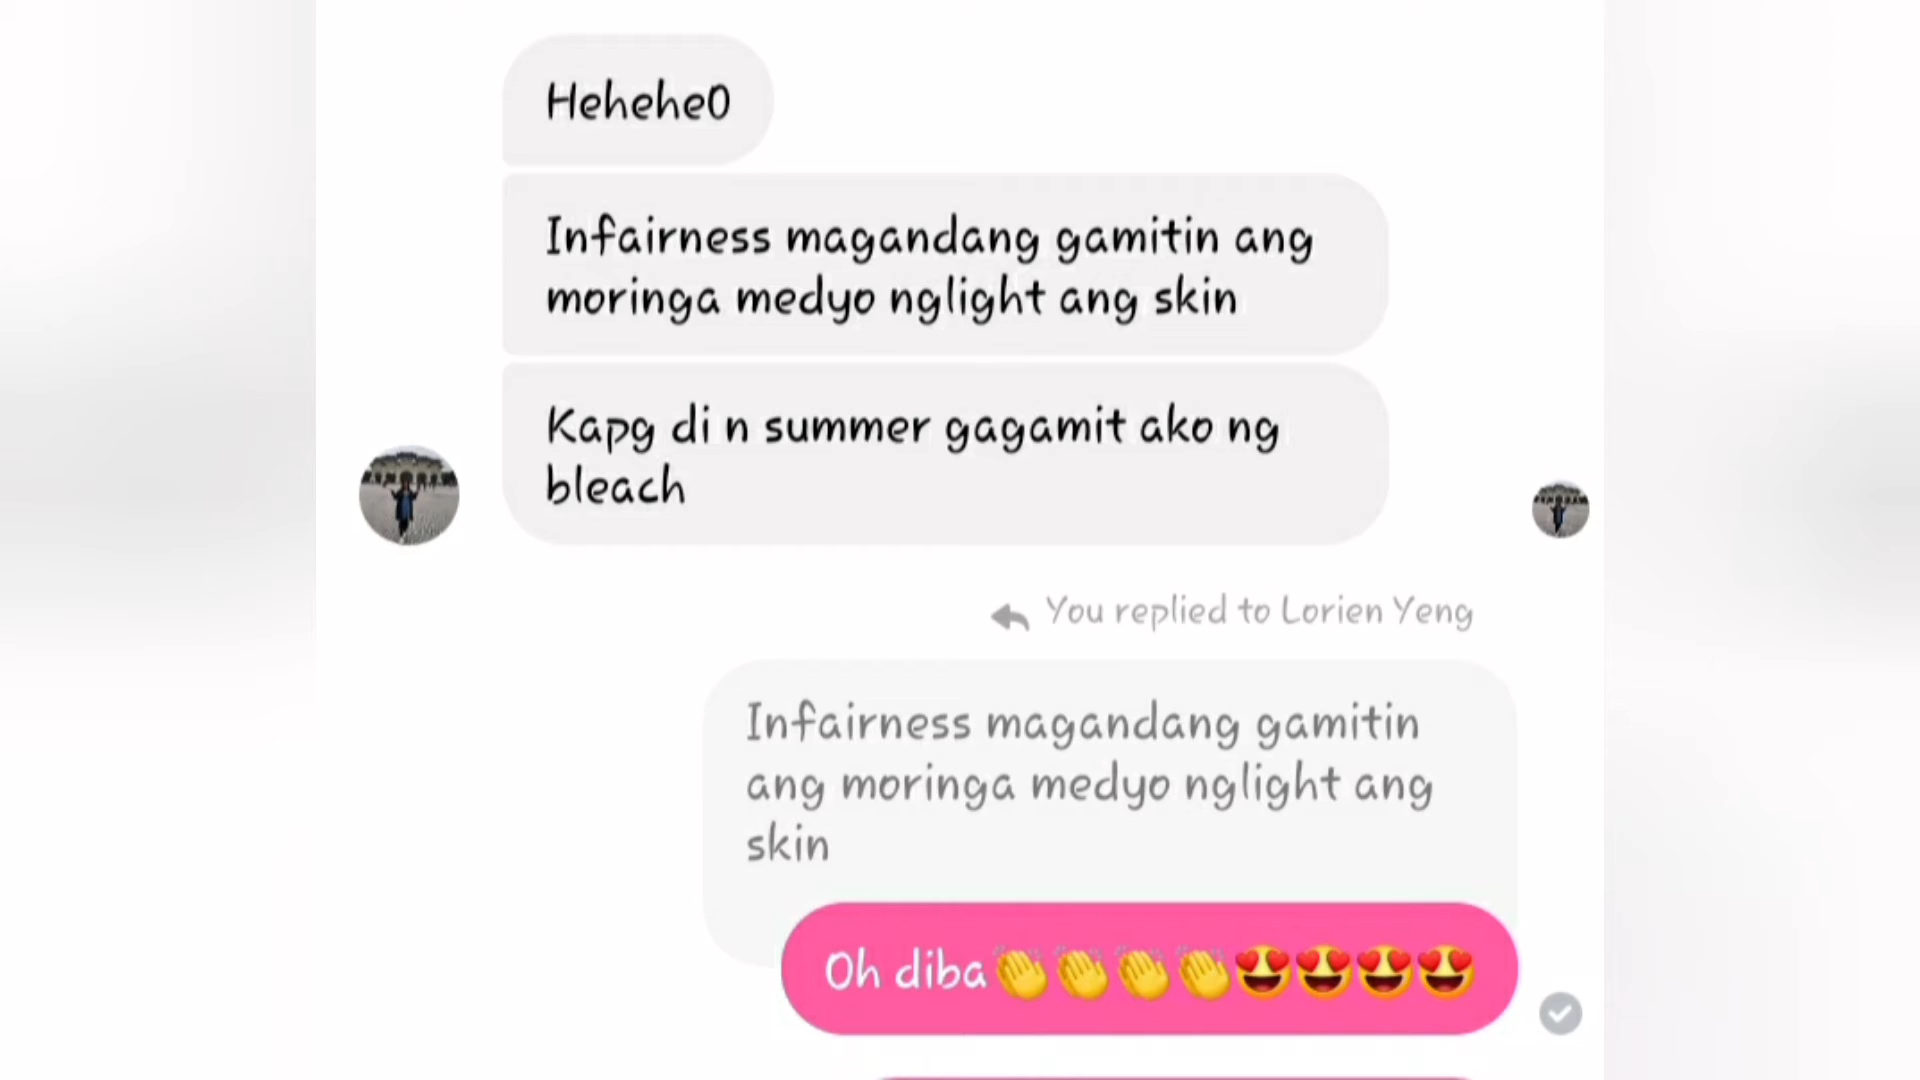 Hehehe0
Infairness magandang gamitin ang
moringa medyo nglight ang skin
Kapg di n summer gagamit ako ng
bleach
You replied to Lorien Yeng
Infairness magandang gamitin
ang moringa medyo nglight ang
skin
Oh diba👏👏👏👏😍😍😍😍